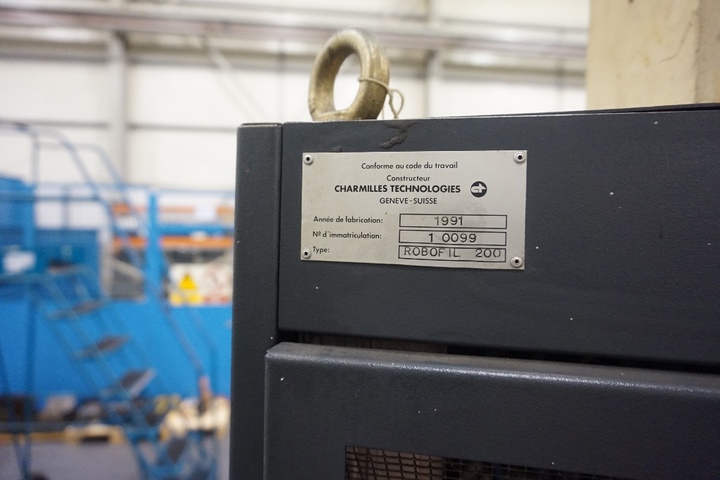 Conforme au code du travail
Constructeur
CHARMILLES TECHNOLOGIES
GENEVE - SUISSE
Année de fabrication: 1991
Nº d'immatriculation: 1 0099
Type: ROBOFIL 200